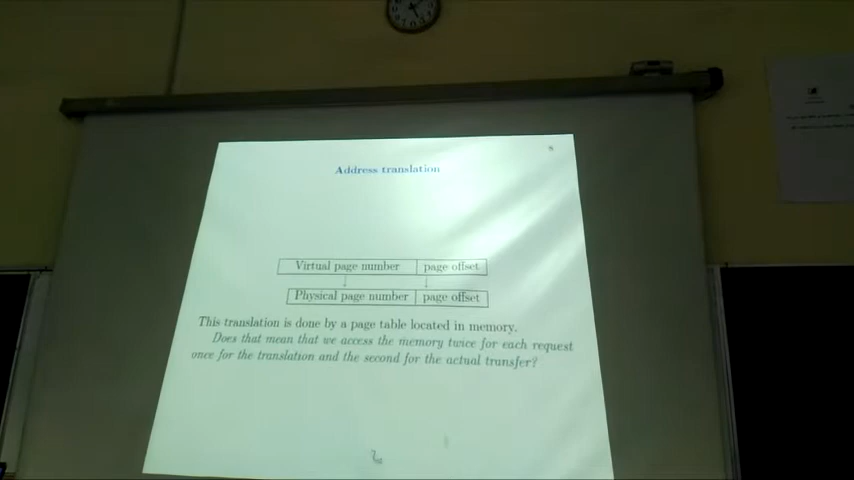 Address translation
Virtual page number page offset
↓ ↓
Physical page number page offset
This translation is done by a page table located in memory.
Does that mean that we access the memory twice for each request
once for the translation and the second for the actual transfer?